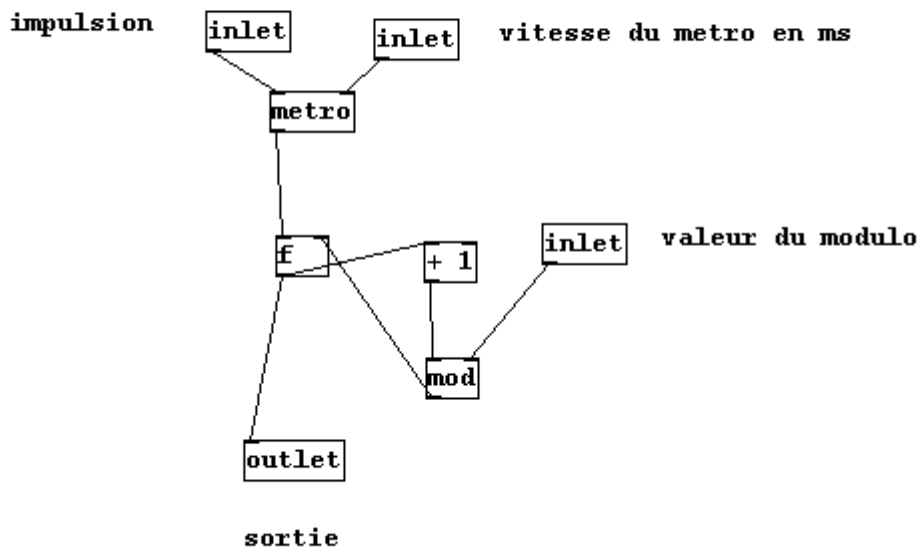 impulsion
inlet
inlet
vitesse du metro en ms
metro
f
+ 1
inlet
valeur du modulo
mod
outlet
sortie